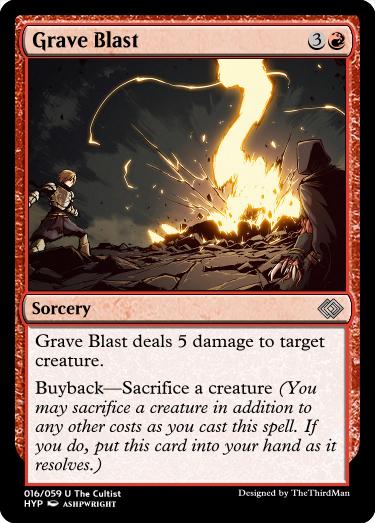 Grave Blast 3
Sorcery
Grave Blast deals 5 damage to target
creature.
Buyback—Sacrifice a creature (You
may sacrifice a creature in addition to
any other costs as you cast this spell. If
you do, put this card into your hand as it
resolves.)
016/059 U The Cultist
Designed by TheThirdMan
HYP ASHPWRIGHT